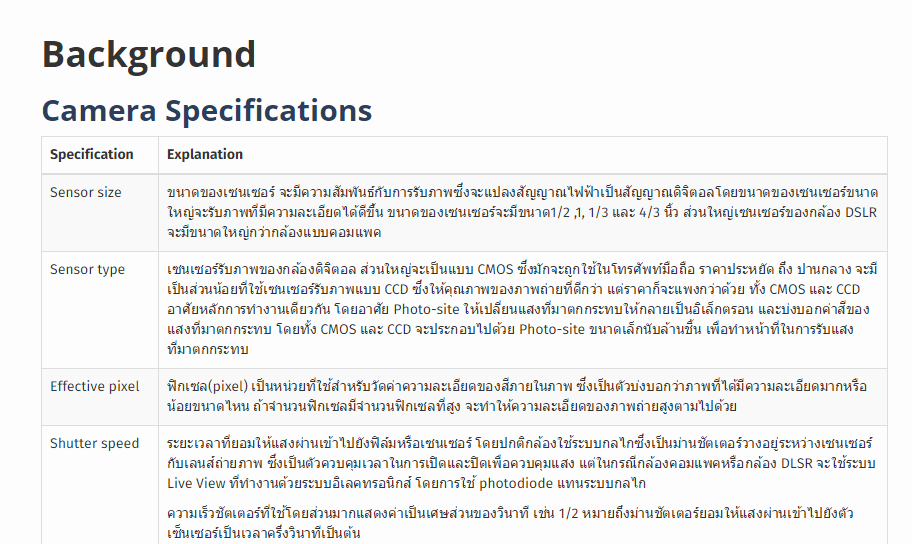 Background
Camera Specifications
Specification Explanation
Sensor size ขนาดของเซนเซอร์ จะมีความสัมพันธ์กับการรับภาพซึ่งจะแปลงสัญญาณไฟฟ้าเป็นสัญญาณดิจิตอลโดยขนาดของเซนเซอร์ขนาด
ใหญ่จะรับภาพที่มีความละเอียดได้ดีขึ้น ขนาดของเซนเซอร์จะมีขนาด1/2 ,1, 1/3 และ 4/3 นิ้ว ส่วนใหญ่เซนเซอร์ของกล้อง DSLR
จะมีขนาดใหญ่กว่ากล้องแบบคอมแพค
Sensor type เซนเซอร์รับภาพของกล้องดิจิตอล ส่วนใหญ่จะเป็นแบบ CMOS ซึ่งมักจะถูกใช้ในโทรศัพท์มือถือ ราคาประหยัด ถึง ปานกลาง จะมี
เป็นส่วนน้อยที่ใช้เซนเซอร์รับภาพแบบ CCD ซึ่งให้คุณภาพของภาพถ่ายที่ดีกว่า แต่ราคาก็จะแพงกว่าด้วย ทั้ง CMOS และ CCD
อาศัยหลักการทำงานเดียวกัน โดยอาศัย Photo-site ให้เปลี่ยนแสงที่มาตกกระทบให้กลายเป็นอิเล็กตรอน และบ่งบอกค่าสีของ
แสงที่มาตกกระทบ โดยทั้ง CMOS และ CCD จะประกอบไปด้วย Photo-site ขนาดเล็กนับล้านชิ้น เพื่อทำหน้าที่ในการรับแสง
ที่มาตกกระทบ
Effective pixel ฟิกเซล(pixel) เป็นหน่วยที่ใช้สำหรับวัดค่าความละเอียดของสีภายในภาพ ซึ่งเป็นตัวบ่งบอกว่าภาพที่ได้มีความละเอียดมากหรือ
น้อยขนาดไหน ถ้าจำนวนฟิกเซลมีจำนวนฟิกเซลที่สูง จะทำให้ความละเอียดของภาพถ่ายสูงตามไปด้วย
Shutter speed ระยะเวลาที่ยอมให้แสงผ่านเข้าไปยังฟิล์มหรือเซนเซอร์ โดยปกติกล้องใช้ระบบกลไกซึ่งเป็นม่านชัตเตอร์วางอยู่ระหว่างเซนเซอร์
กับเลนส์ถ่ายภาพ ซึ่งเป็นตัวควบคุมเวลาในการเปิดและปิดเพื่อควบคุมแสง แต่ในกรณีกล้องคอมแพคหรือกล้อง DLSR จะใช้ระบบ
Live View ที่ทำงานด้วยระบบอิเลคทรอนิกส์ โดยการใช้ photodiode แทนระบบกลไก
ความเร็วชัตเตอร์ที่ใช้โดยส่วนมากแสดงค่าเป็นเศษส่วนของวินาที เช่น 1/2 หมายถึงม่านชัตเตอร์ยอมให้แสงผ่านเข้าไปยังตัว
เซ็นเซอร์เป็นเวลาครึ่งวินาทีเป็นต้น